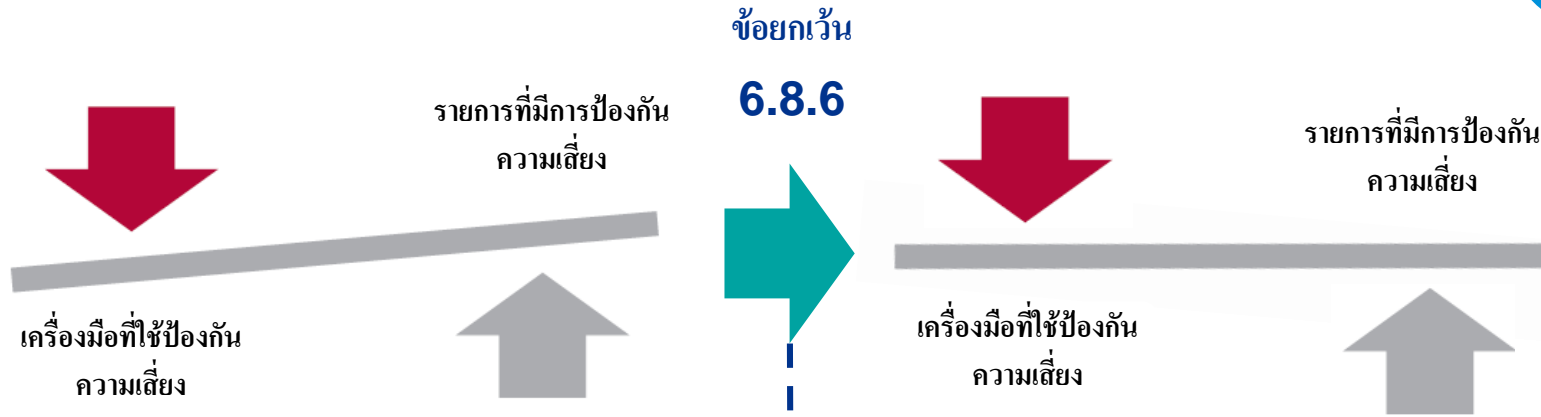 ข้อยกเว้น
6.8.6
รายการที่มีการป้องกัน
ความเสี่ยง
เครื่องมือที่ใช้ป้องกัน
ความเสี่ยง
รายการที่มีการป้องกัน
ความเสี่ยง
เครื่องมือที่ใช้ป้องกัน
ความเสี่ยง